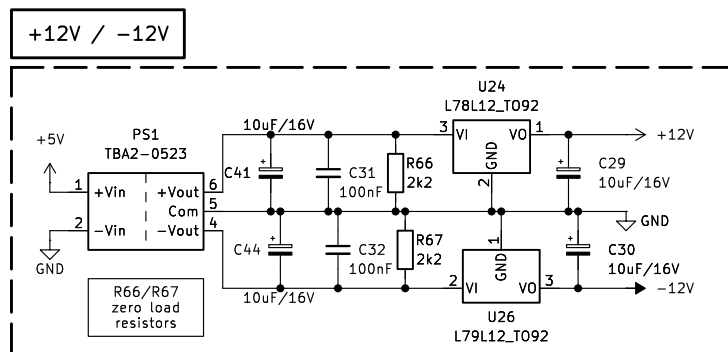 +12V / -12V
U24
L78L12_TO92
PS1
TBA2-0523
+5V
10uF/16V
3 VI VO 1
+12V
GND
2
C41
C31
100nF
R66
2k2
C29
10uF/16V
1 +Vin +Vout 6
Com 5
2 -Vin -Vout 4
GND
GND
C44
C32
100nF
R67
2k2
1
GND
C30
10uF/16V
10uF/16V
2 VI VO 3
-12V
U26
L79L12_TO92
R66/R67
zero load
resistors